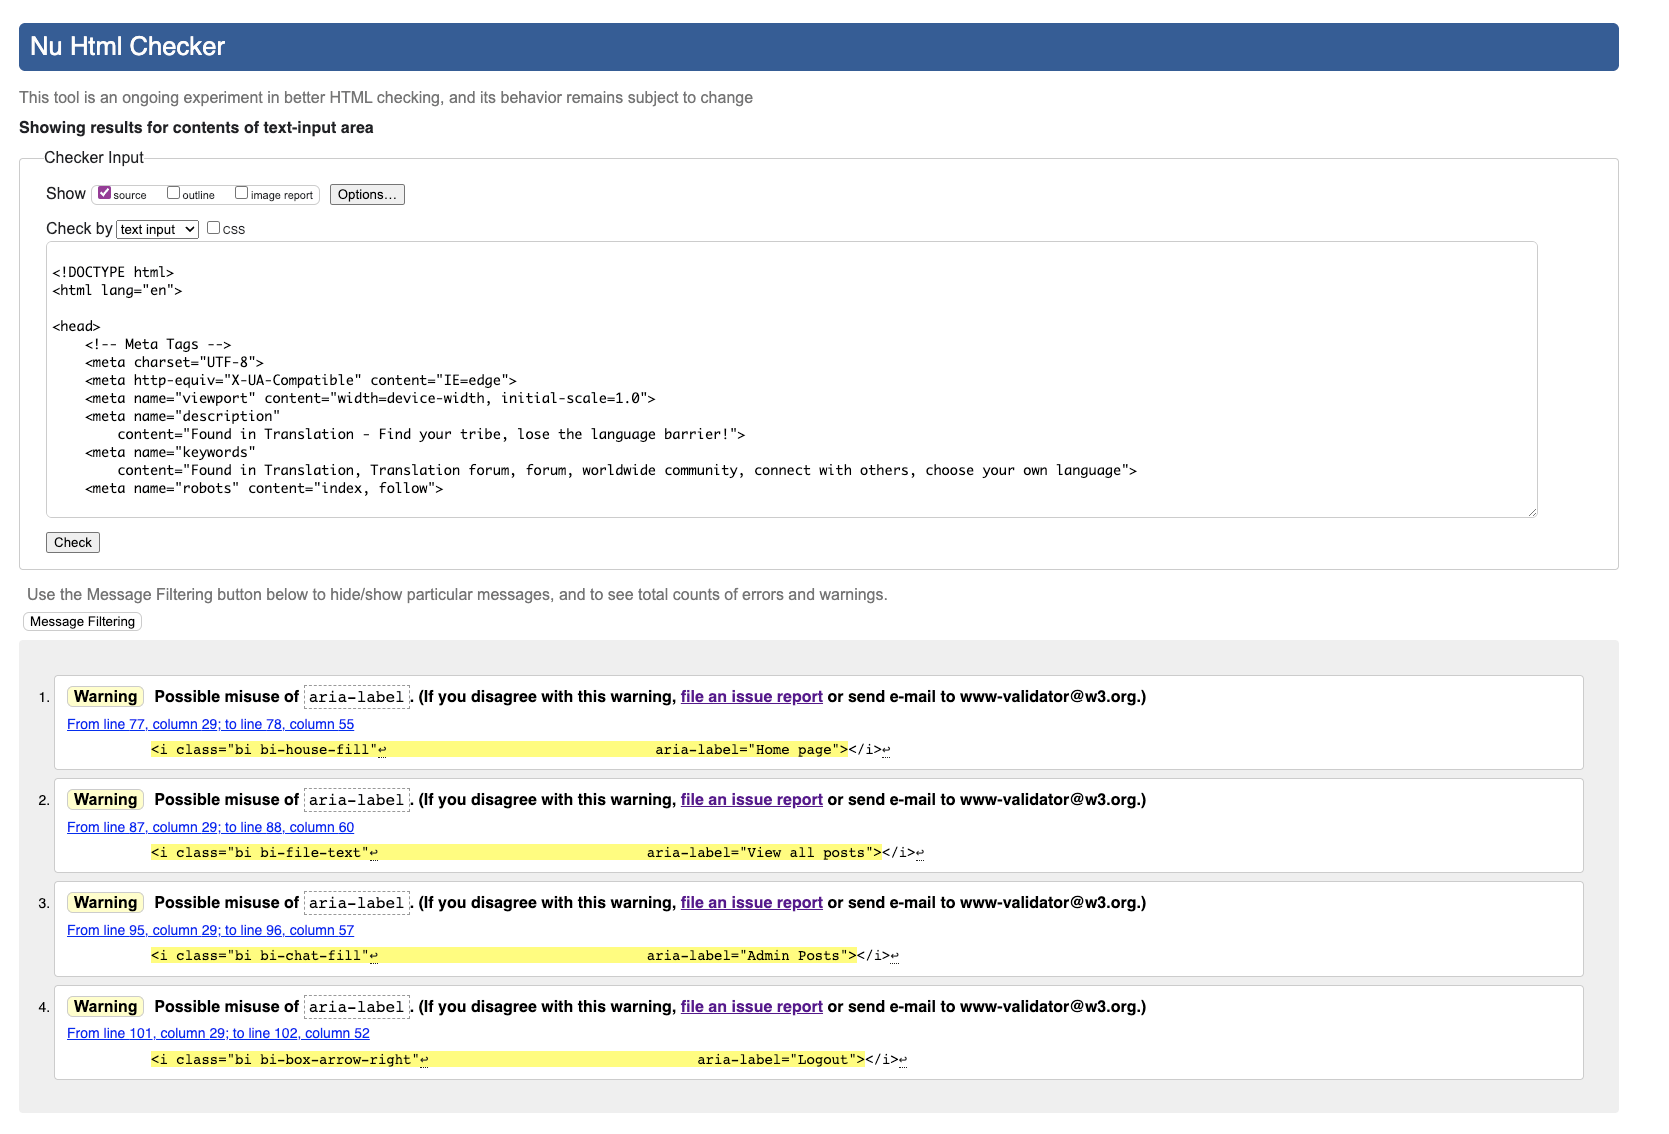 Nu Html Checker
This tool is an ongoing experiment in better HTML checking, and its behavior remains subject to change
Showing results for contents of text-input area
Checker Input
Show source outline image report Options...
Check by text input css
<!DOCTYPE html>
<html lang="en">
<head>
<!-- Meta Tags -->
<meta charset="UTF-8">
<meta http-equiv="X-UA-Compatible" content="IE=edge">
<meta name="viewport" content="width=device-width, initial-scale=1.0">
<meta name="description"
content="Found in Translation - Find your tribe, lose the language barrier!">
<meta name="keywords"
content="Found in Translation, Translation forum, forum, worldwide community, connect with others, choose your own language">
<meta name="robots" content="index, follow">
Check
Use the Message Filtering button below to hide/show particular messages, and to see total counts of errors and warnings.
Message Filtering
1. Warning Possible misuse of aria-label. (If you disagree with this warning, file an issue report or send e-mail to www-validator@w3.org.)
From line 77, column 29; to line 78, column 55
<i class="bi bi-house-fill"↩ aria-label="Home page"></i>↩
2. Warning Possible misuse of aria-label. (If you disagree with this warning, file an issue report or send e-mail to www-validator@w3.org.)
From line 87, column 29; to line 88, column 60
<i class="bi bi-file-text"↩ aria-label="View all posts"></i>↩
3. Warning Possible misuse of aria-label. (If you disagree with this warning, file an issue report or send e-mail to www-validator@w3.org.)
From line 95, column 29; to line 96, column 57
<i class="bi bi-chat-fill"↩ aria-label="Admin Posts"></i>↩
4. Warning Possible misuse of aria-label. (If you disagree with this warning, file an issue report or send e-mail to www-validator@w3.org.)
From line 101, column 29; to line 102, column 52
<i class="bi bi-box-arrow-right"↩ aria-label="Logout"></i>↩